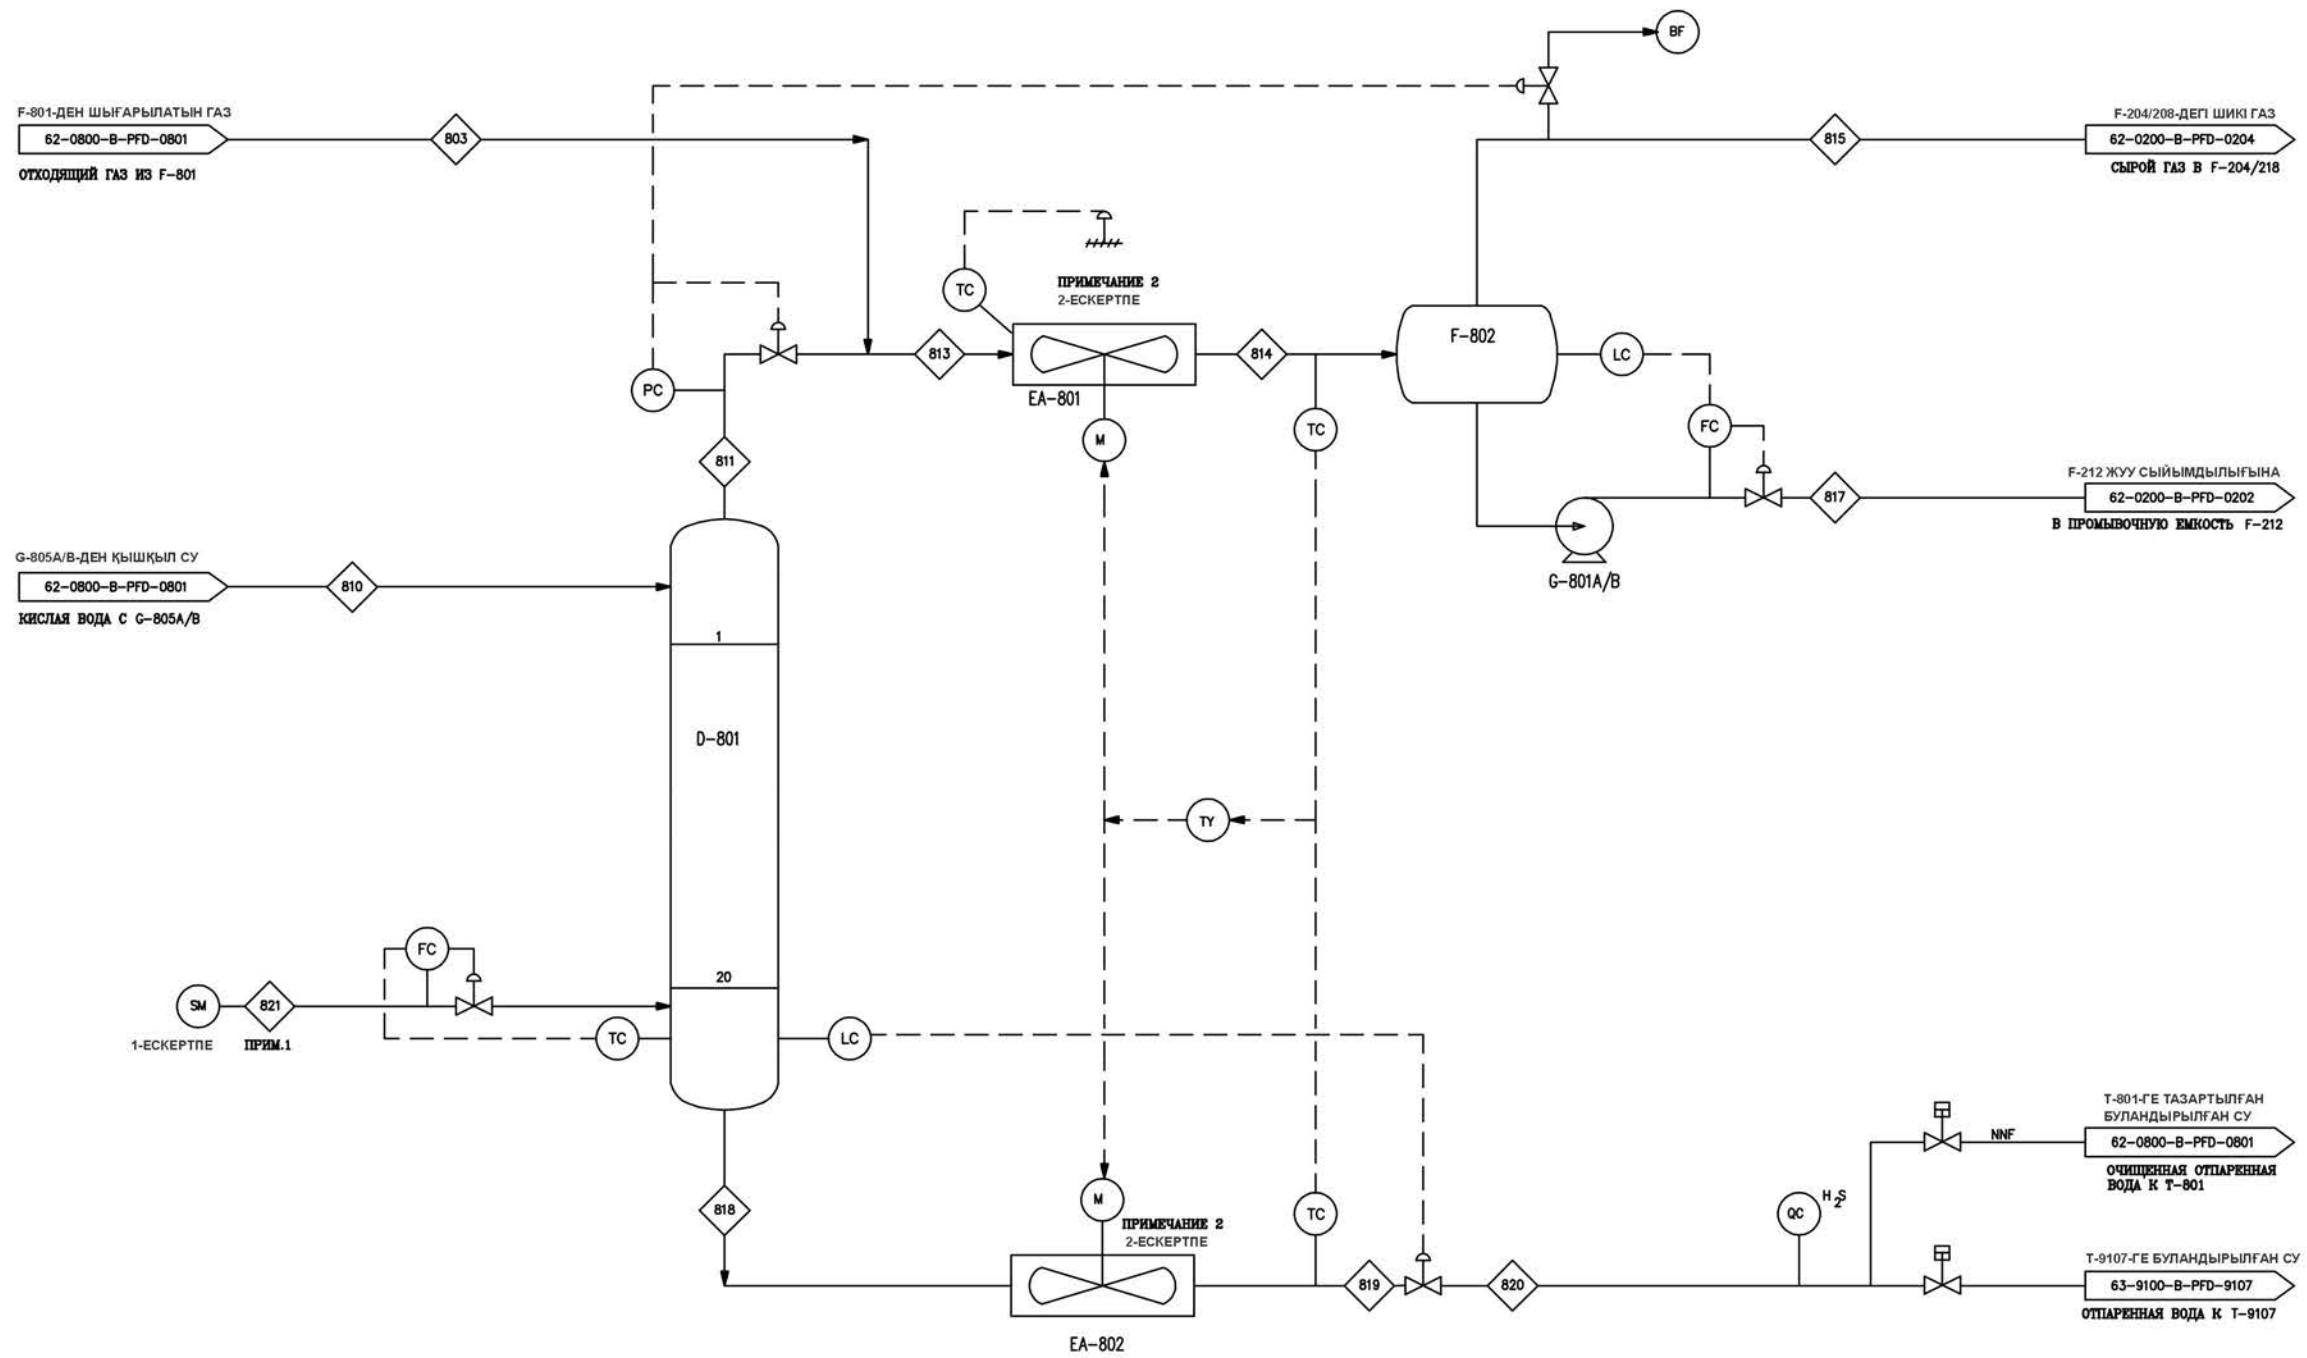 BF
F-801-ДЕН ШЫҒАРЫЛАТЫН ГАЗ
62-0800-B-PFD-0801
ОТХОДЯЩИЙ ГАЗ ИЗ F-801
803
815
F-204/208-ДЕГІ ШИКІ ГАЗ
62-0200-B-PFD-0204
СЫРОЙ ГАЗ В F-204/218
TC
ПРИМЕЧАНИЕ 2
2-ЕСКЕРТПЕ
PC
813
EA-801
814
F-802
LC
M
TC
FC
811
817
F-212 ЖУУ СЫЙЫМДЫЛЫҒЫНА
62-0200-B-PFD-0202
В ПРОМЫВОЧНУЮ ЕМКОСТЬ F-212
G-801A/B
G-805A/B-ДЕН ҚЫШҚЫЛ СУ
62-0800-B-PFD-0801
КИСЛАЯ ВОДА С G-805A/B
810
1
D-801
TY
20
FC
SM
821
1-ЕСКЕРТПЕ
ПРИМ.1
TC
LC
818
M
ПРИМЕЧАНИЕ 2
2-ЕСКЕРТПЕ
EA-802
TC
819
820
QC
H2S
NNF
Т-801-ГЕ ТАЗАРТЫЛҒАН
БУЛАНДЫРЫЛҒАН СУ
62-0800-B-PFD-0801
ОЧИЩЕННАЯ ОТПАРЕННАЯ
ВОДА К Т-801
Т-9107-ГЕ БУЛАНДЫРЫЛҒАН СУ
63-9100-B-PFD-9107
ОТПАРЕННАЯ ВОДА К Т-9107